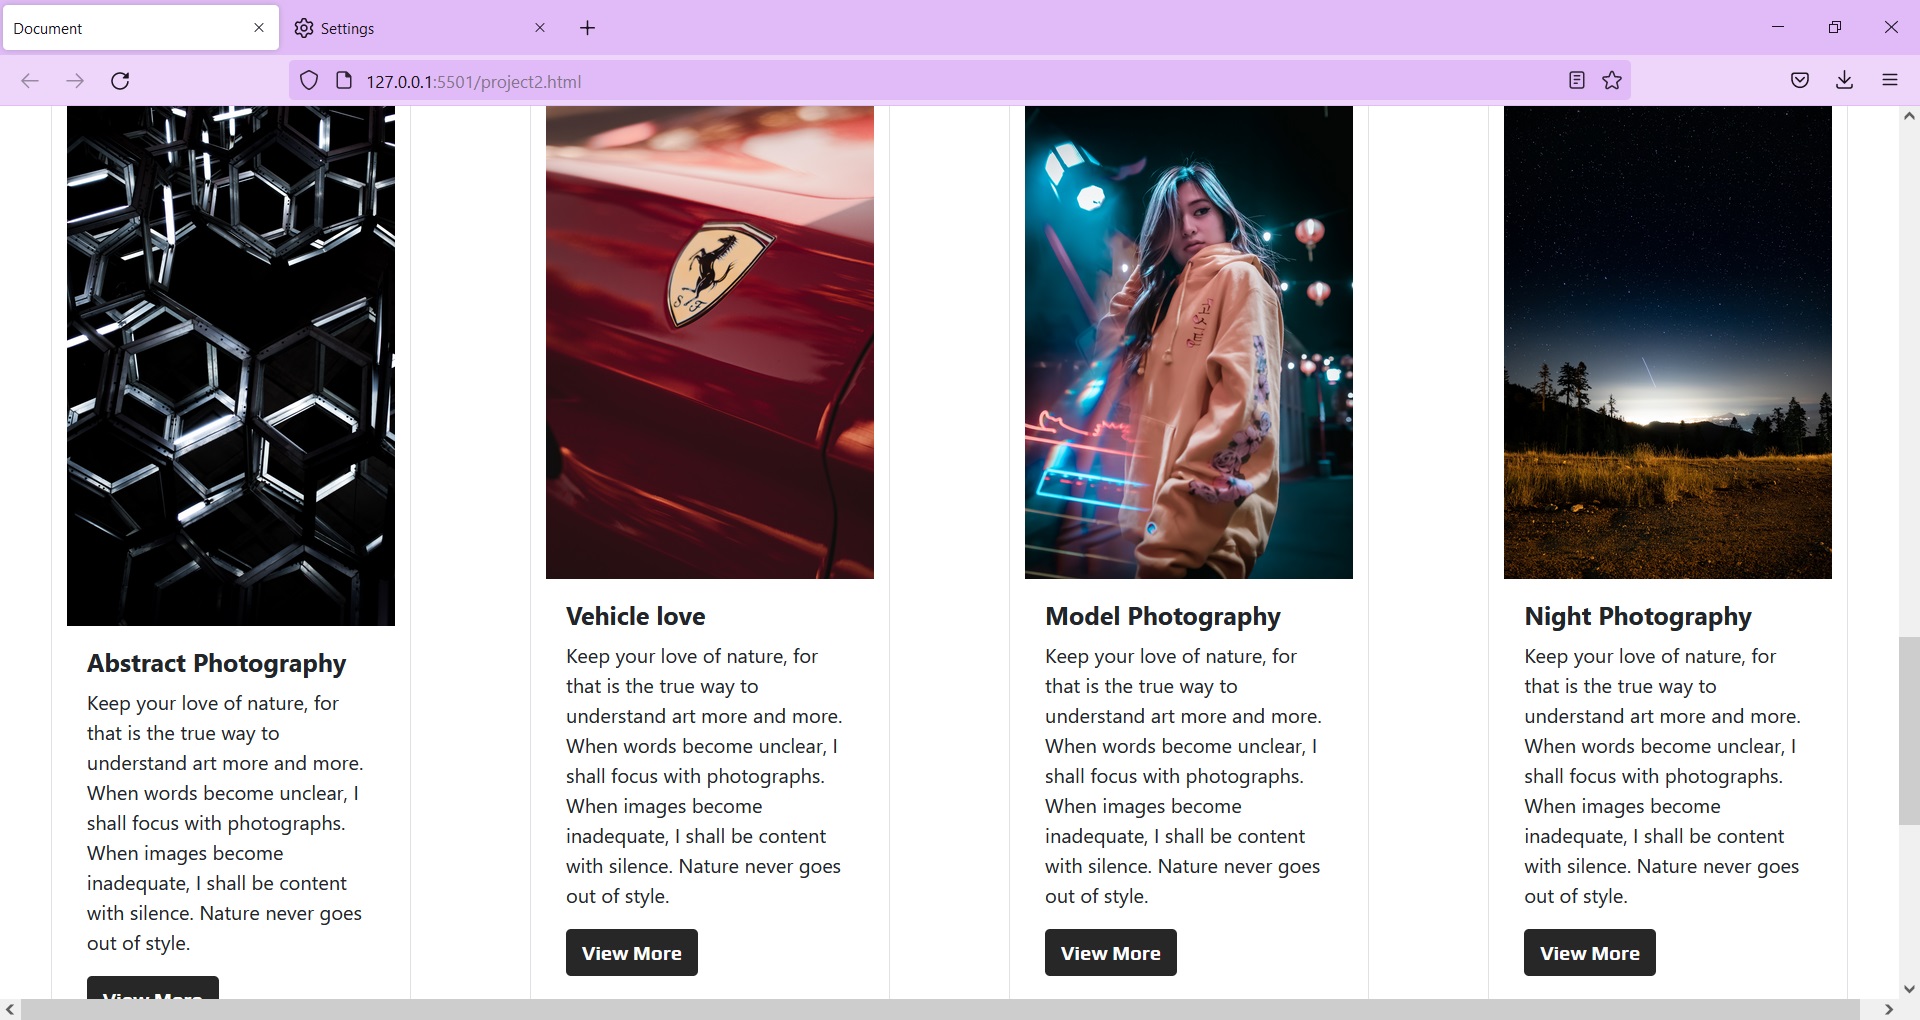 Document
Settings
127.0.0.1:5501/project2.html
S F
Abstract Photography
Keep your love of nature, for
that is the true way to
understand art more and more.
When words become unclear, I
shall focus with photographs.
When images become
inadequate, I shall be content
with silence. Nature never goes
out of style.
View More
Vehicle love
Keep your love of nature, for
that is the true way to
understand art more and more.
When words become unclear, I
shall focus with photographs.
When images become
inadequate, I shall be content
with silence. Nature never goes
out of style.
View More
Model Photography
Keep your love of nature, for
that is the true way to
understand art more and more.
When words become unclear, I
shall focus with photographs.
When images become
inadequate, I shall be content
with silence. Nature never goes
out of style.
View More
Night Photography
Keep your love of nature, for
that is the true way to
understand art more and more.
When words become unclear, I
shall focus with photographs.
When images become
inadequate, I shall be content
with silence. Nature never goes
out of style.
View More